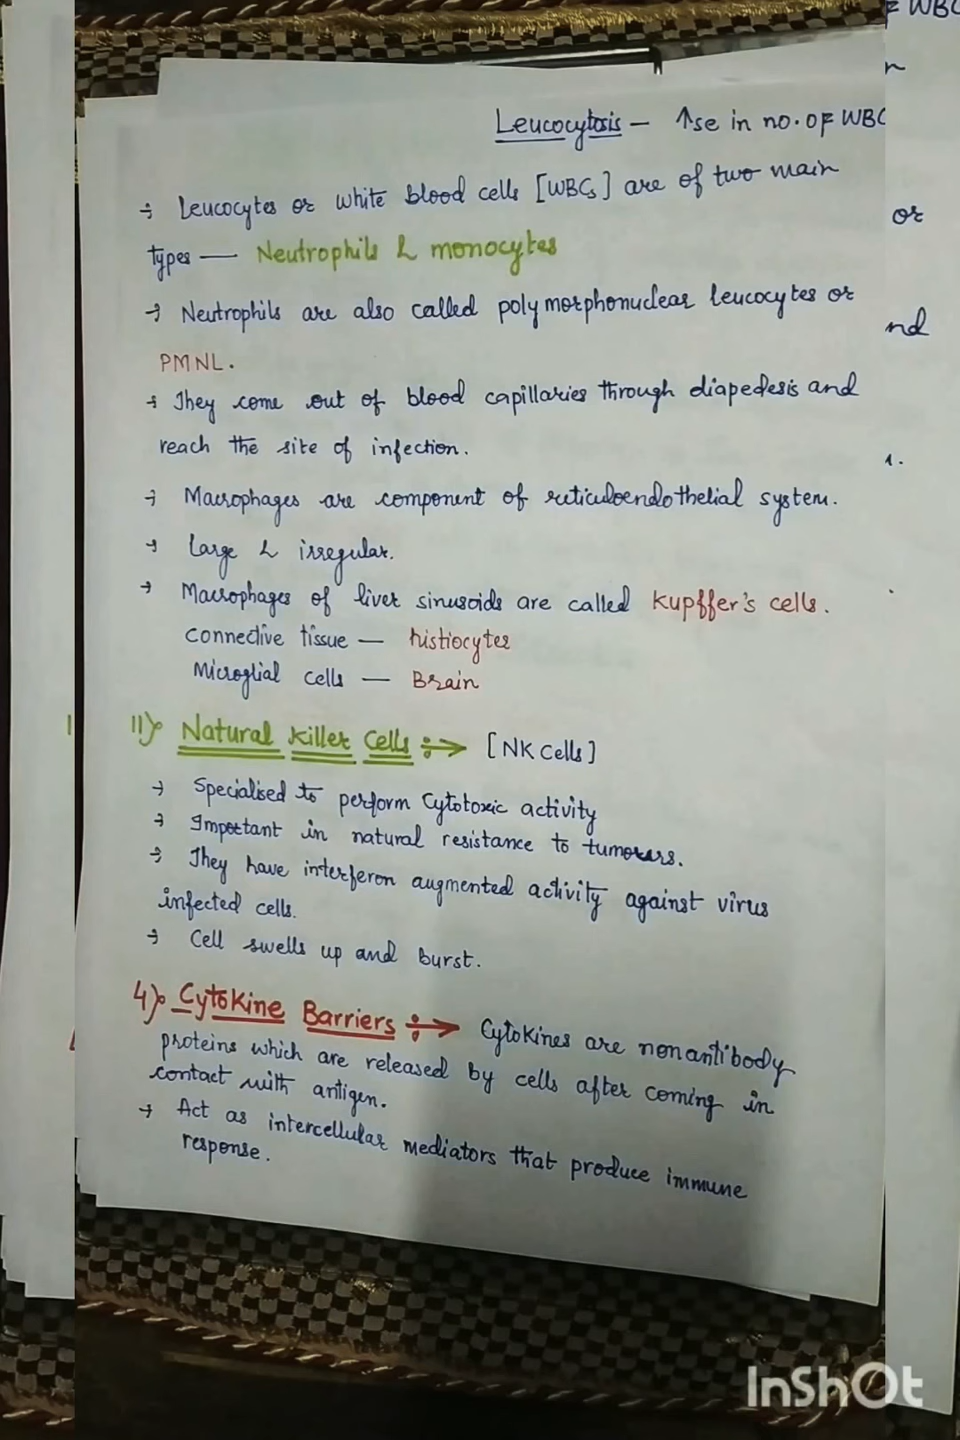 Leucocytosis — ↑se in no. of WBC
→ Leucocytes or white blood cells [WBCs] are of two main
types — Neutrophils & monocytes
→ Neutrophils are also called polymorphonuclear leucocytes or
PMNL.
→ They come out of blood capillaries through diapedesis and
reach the site of infection.
→ Macrophages are component of reticuloendothelial system.
→ Large & irregular.
→ Macrophages of liver sinusoids are called Kupffer's cells.
connective tissue — histiocytes
Microglial cells — Brain
11) Natural Killer Cells :→ [NK Cells]
→ Specialised to perform Cytotoxic activity
→ Important in natural resistance to tumours.
→ They have interferon augmented activity against virus
infected cells.
→ Cell swells up and burst.
4) Cytokine Barriers :→ Cytokines are nonantibody
proteins which are released by cells after coming in
contact with antigen.
→ Act as intercellular mediators that produce immune
response.
WBC
or
nd
InShOt